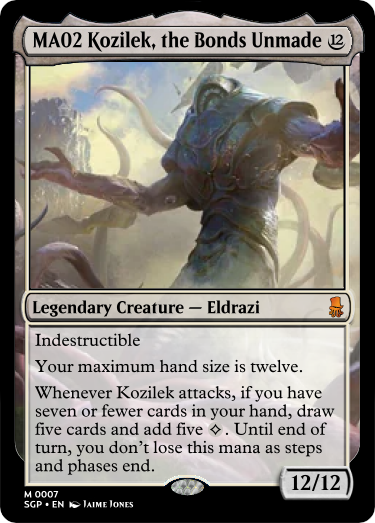 MA02 Kozilek, the Bonds Unmade 12
Legendary Creature — Eldrazi
Indestructible
Your maximum hand size is twelve.
Whenever Kozilek attacks, if you have
seven or fewer cards in your hand, draw
five cards and add five ◇. Until end of
turn, you don't lose this mana as steps
and phases end.
12/12
M 0007
SGP • EN Jaime Jones